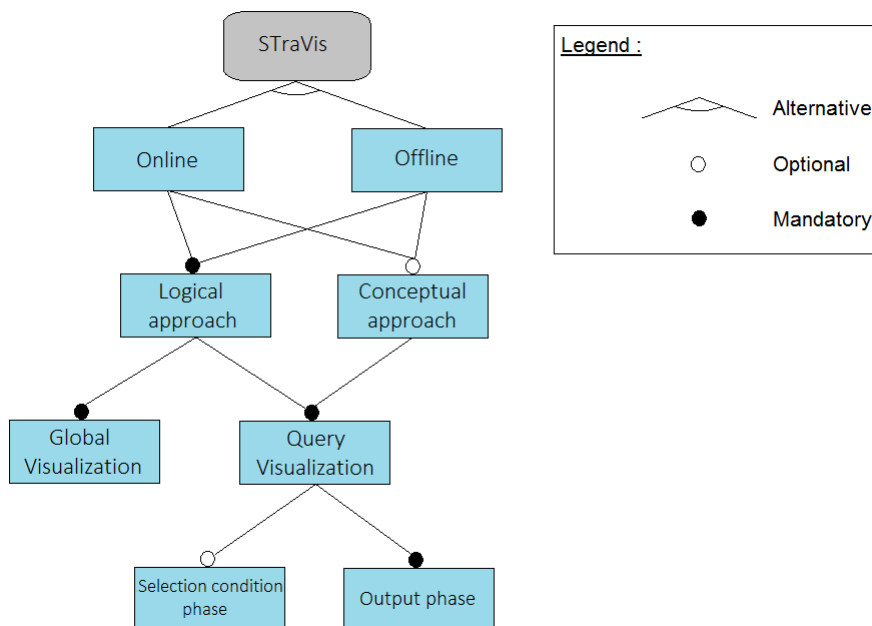 STraVis
Legend :
Alternative
Online
Offline
Optional
Mandatory
Logical
approach
Conceptual
approach
Global
Visualization
Query
Visualization
Selection condition
phase
Output phase